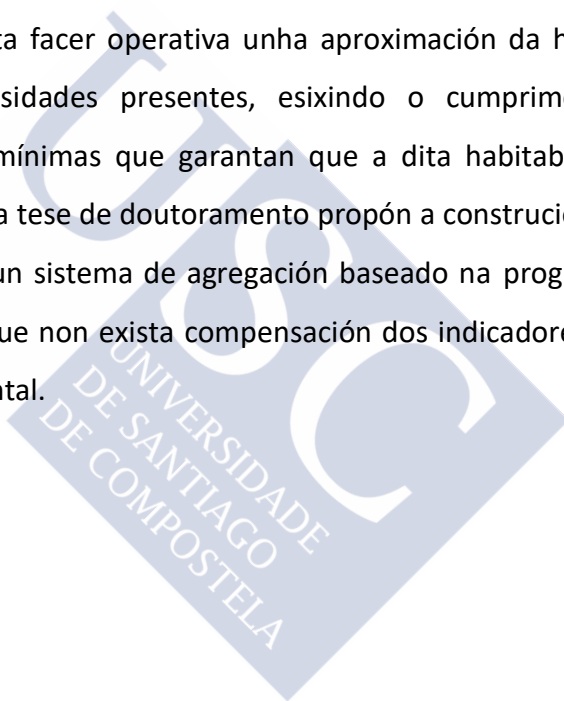 ta facer operativa unha aproximación da h
sidades presentes, esixindo o cumprim
mínimas que garantan que a dita habitab
a tese de doutoramento propón a construci
un sistema de agregación baseado na prog
que non exista compensación dos indicador
ntal.
USC
UNIVERSIDADE
DE SANTIAGO
DE COMPOSTELA